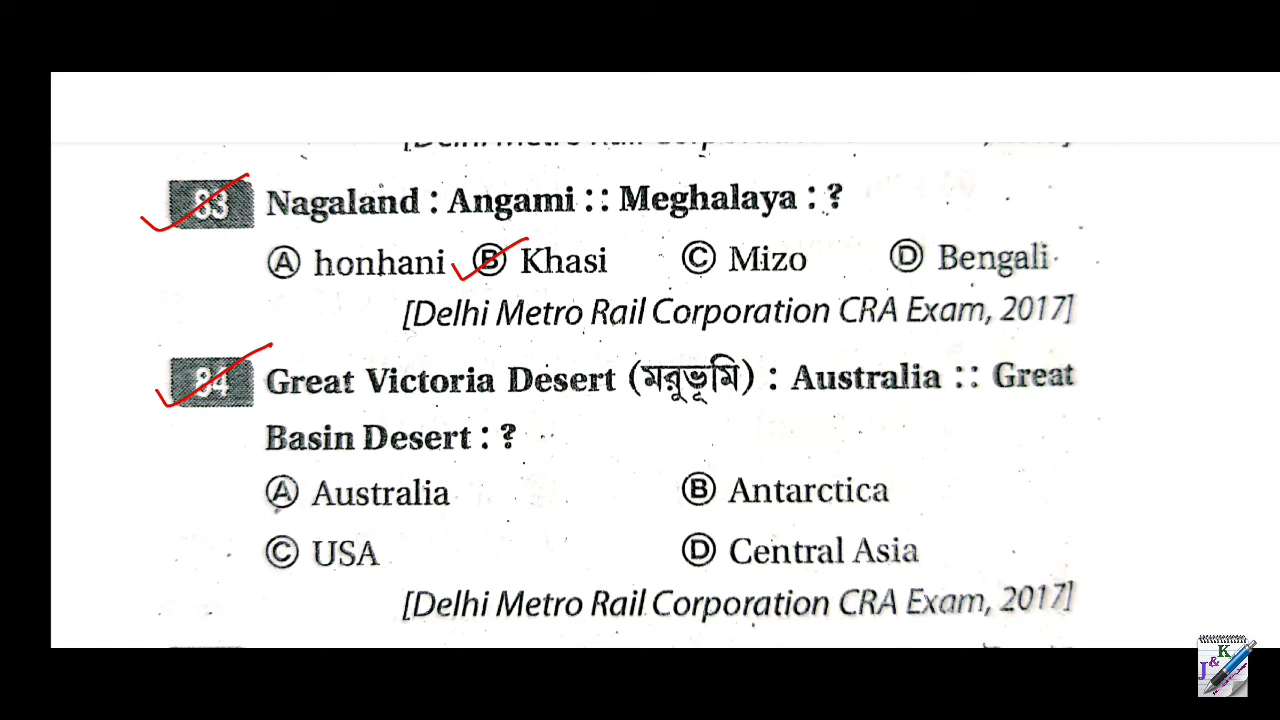 83 Nagaland : Angami :: Meghalaya : ?
Ⓐ honhani Ⓑ Khasi Ⓒ Mizo Ⓓ Bengali
[Delhi Metro Rail Corporation CRA Exam, 2017]
84 Great Victoria Desert (মরুভূমি) : Australia :: Great
Basin Desert : ?
Ⓐ Australia Ⓑ Antarctica
Ⓒ USA Ⓓ Central Asia
[Delhi Metro Rail Corporation CRA Exam, 2017]
J & K